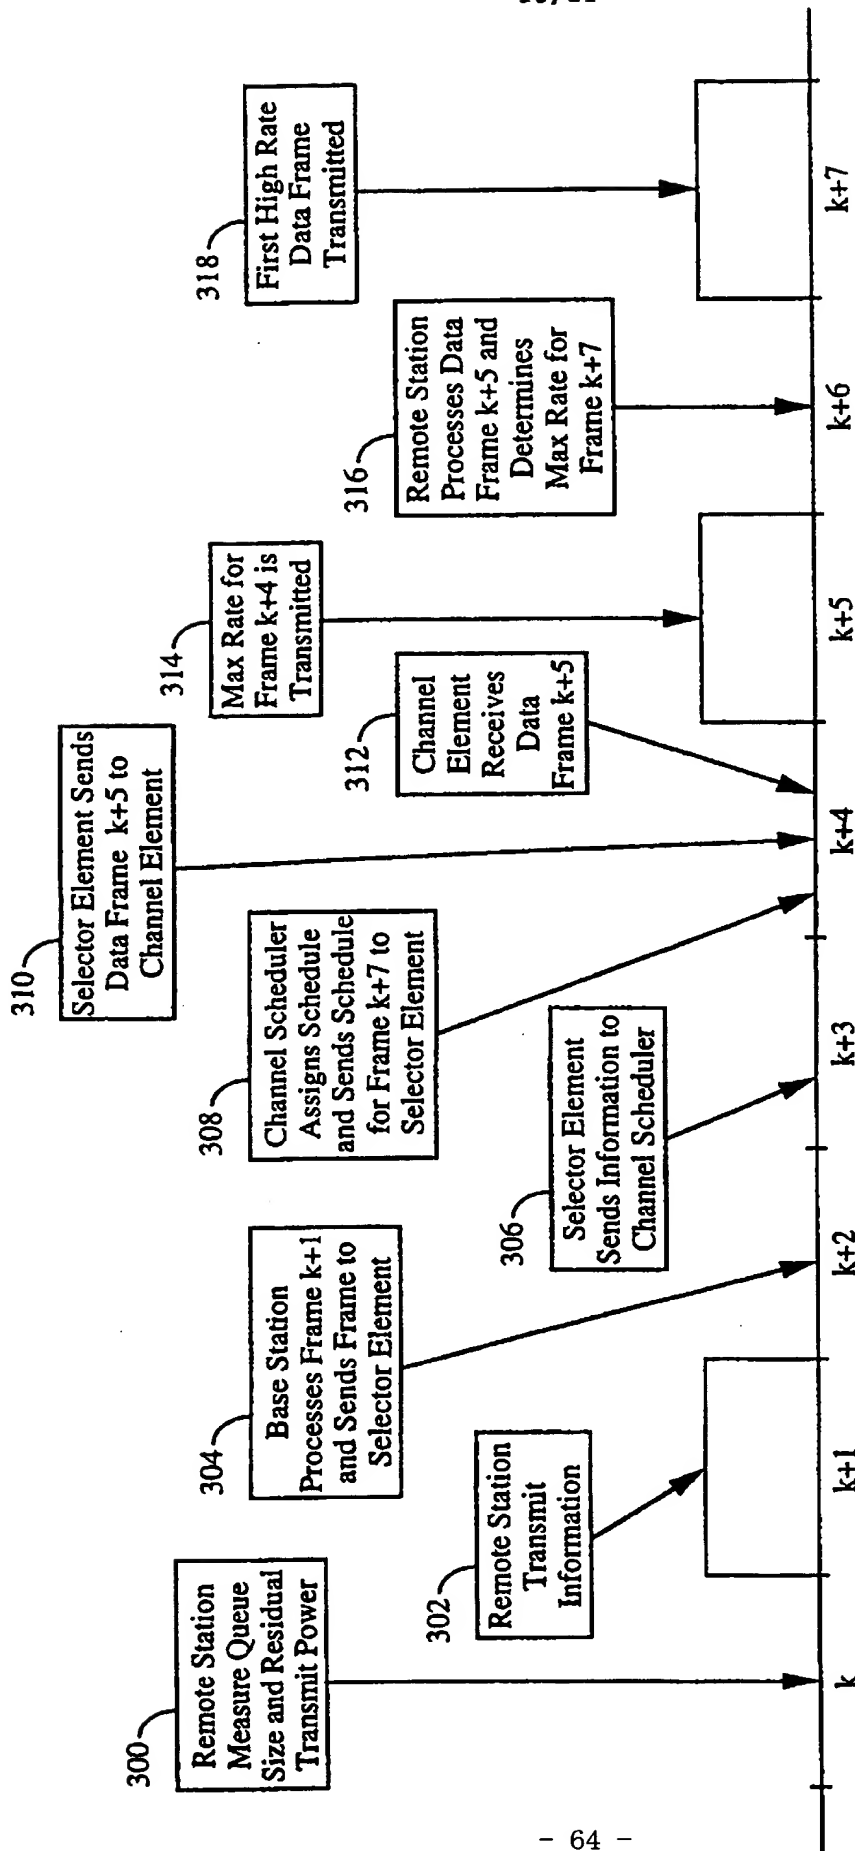 300
Remote Station
Measure Queue
Size and Residual
Transmit Power
302
Remote Station
Transmit
Information
304
Base Station
Processes Frame k+1
and Sends Frame to
Selector Element
306
Selector Element
Sends Information to
Channel Scheduler
308
Channel Scheduler
Assigns Schedule
and Sends Schedule
for Frame k+7 to
Selector Element
310
Selector Element Sends
Data Frame k+5 to
Channel Element
312
Channel
Element
Receives
Data
Frame k+5
314
Max Rate for
Frame k+4 is
Transmitted
316
Remote Station
Processes Data
Frame k+5 and
Determines
Max Rate for
Frame k+7
318
First High Rate
Data Frame
Transmitted
k
k+1
k+2
k+3
k+4
k+5
k+6
k+7
- 64 -